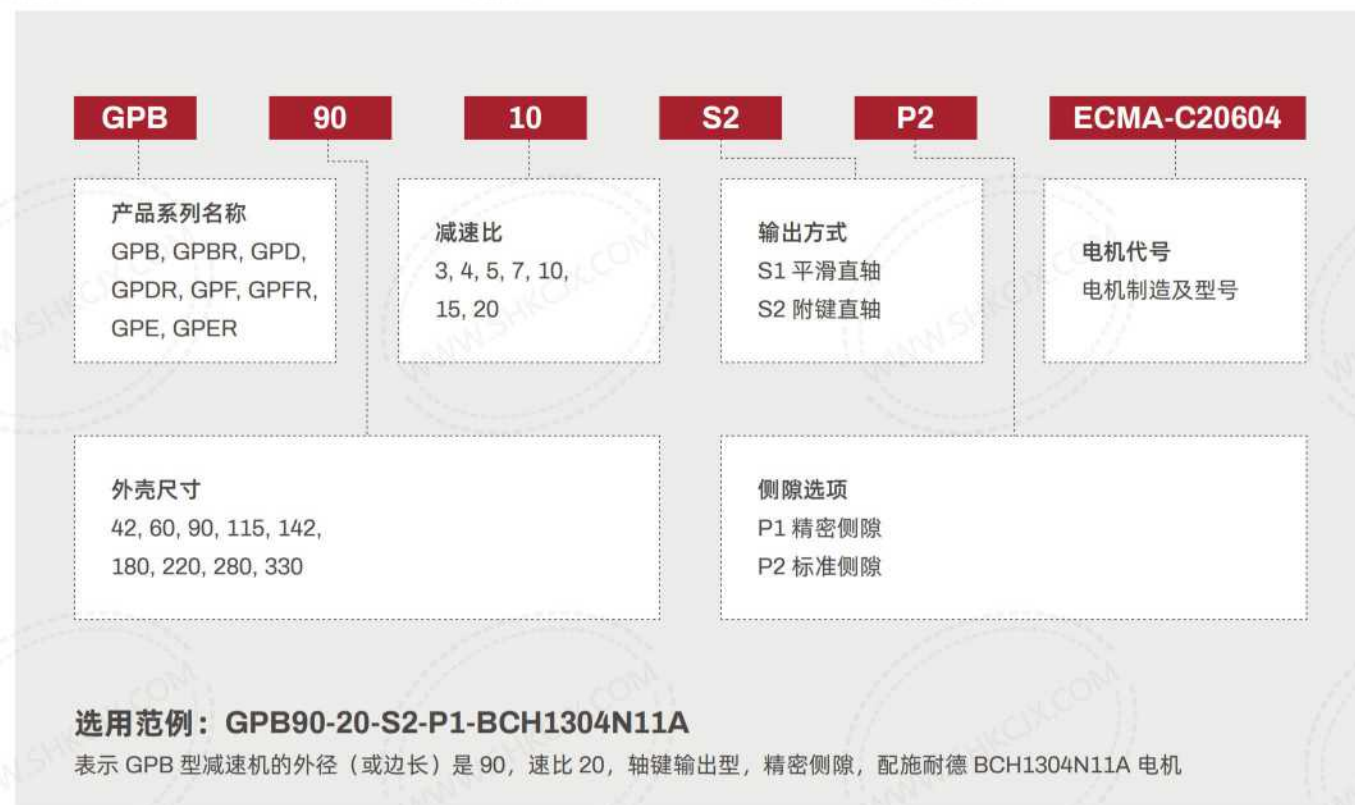 GPB 90 10 S2 P2 ECMA-C20604
产品系列名称
GPB, GPBR, GPD,
GPDR, GPF, GPFR,
GPE, GPER
减速比
3, 4, 5, 7, 10,
15, 20
输出方式
S1 平滑直轴
S2 附键直轴
电机代号
电机制造及型号
外壳尺寸
42, 60, 90, 115, 142,
180, 220, 280, 330
侧隙选项
P1 精密侧隙
P2 标准侧隙
选用范例：GPB90-20-S2-P1-BCH1304N11A
表示 GPB 型减速机的外径（或边长）是 90，速比 20，轴键输出型，精密侧隙，配施耐德 BCH1304N11A 电机
WWW.SHKCJX.COM